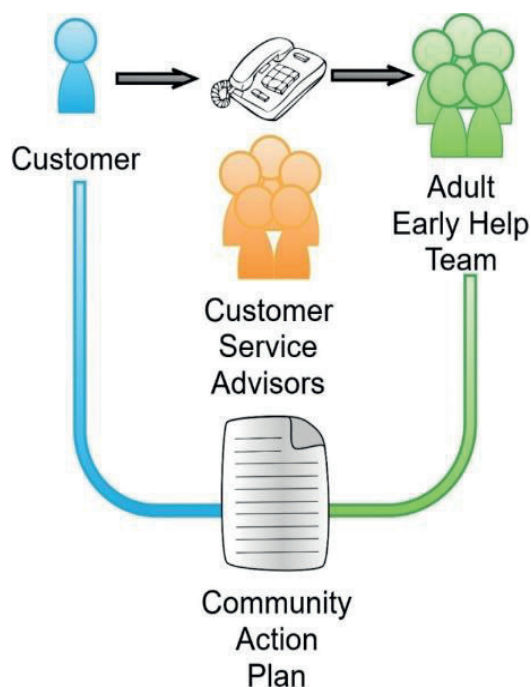 Customer
Adult
Early Help
Team
Customer
Service
Advisors
Community
Action
Plan